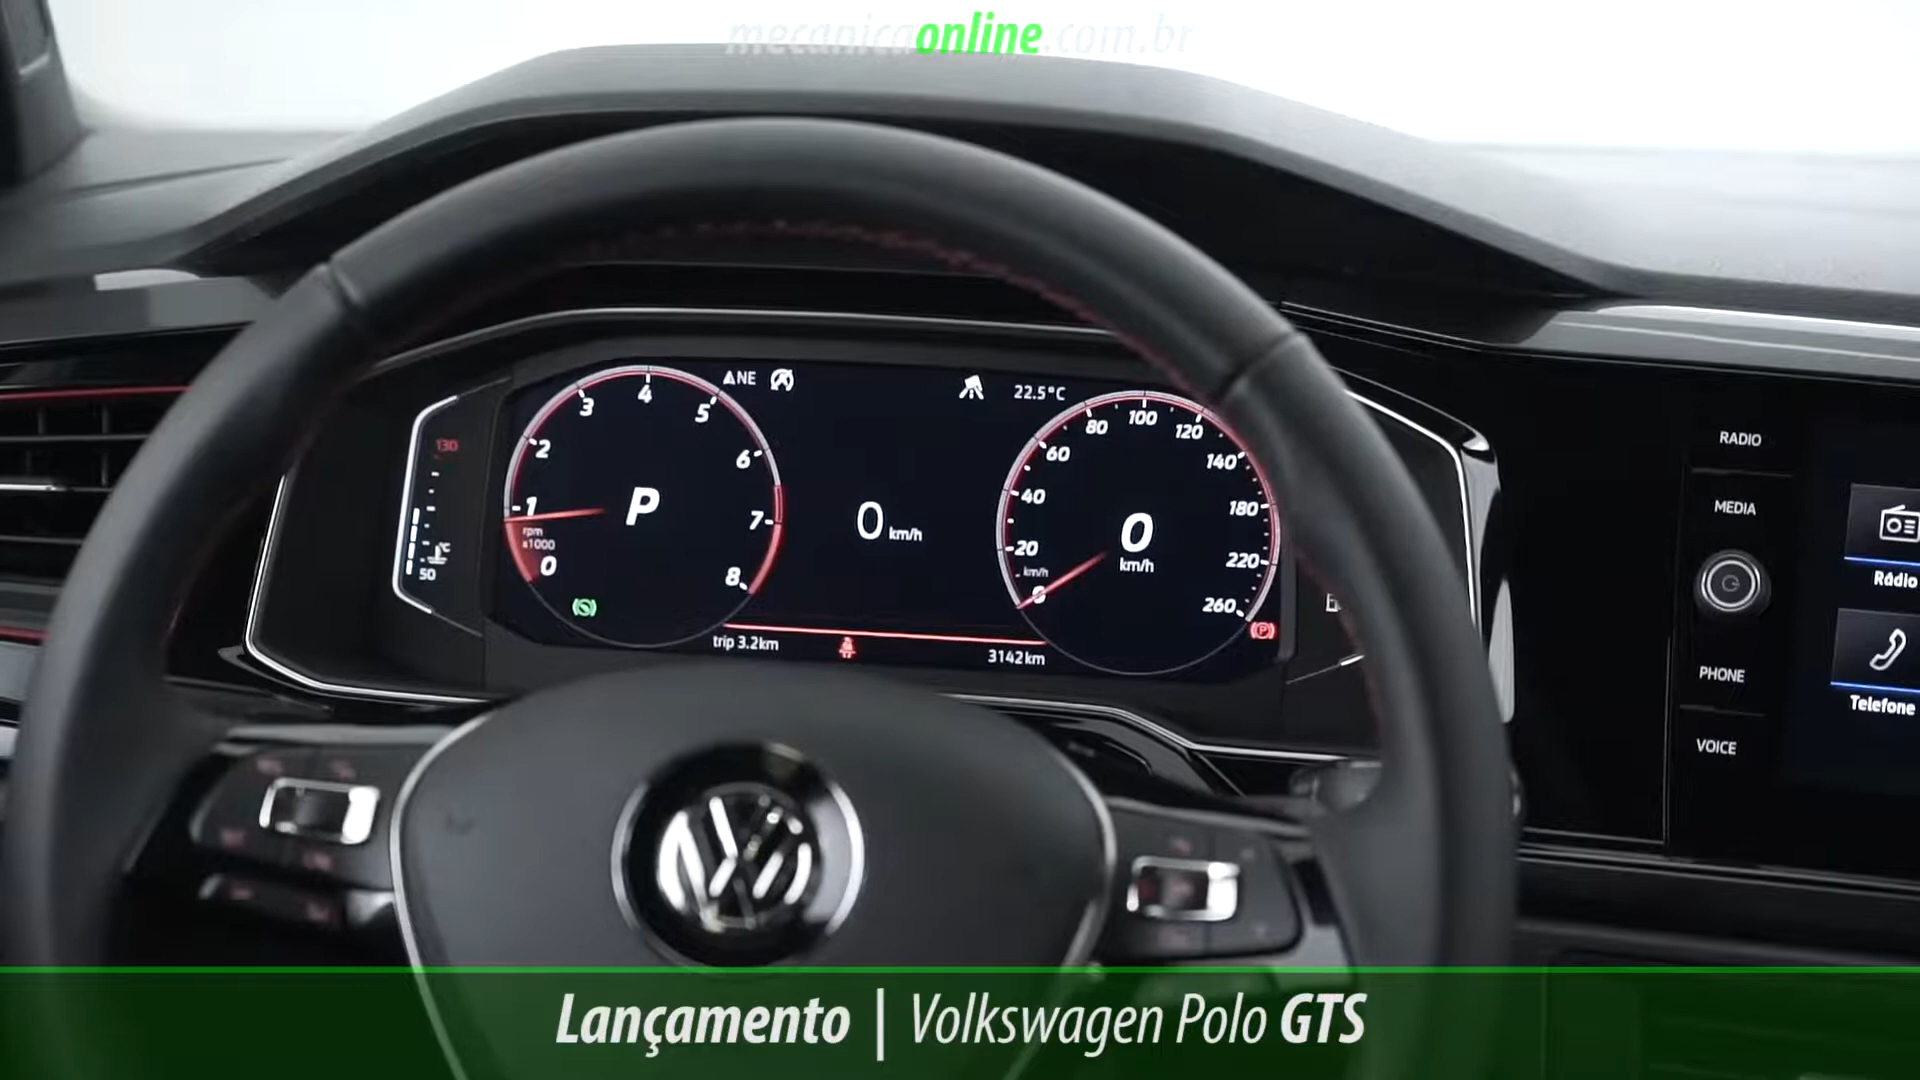 mecanicaonline.com.br
NE
22.5°C
130
50
°C
0
1
2
3
4
5
6
7
8
rpm
x1000
P
0 km/h
0
20
40
60
80
100
120
140
180
220
260
km/h
0
km/h
trip 3.2km
3142km
RADIO
MEDIA
PHONE
VOICE
Rádio
Telefone
Lançamento | Volkswagen Polo GTS